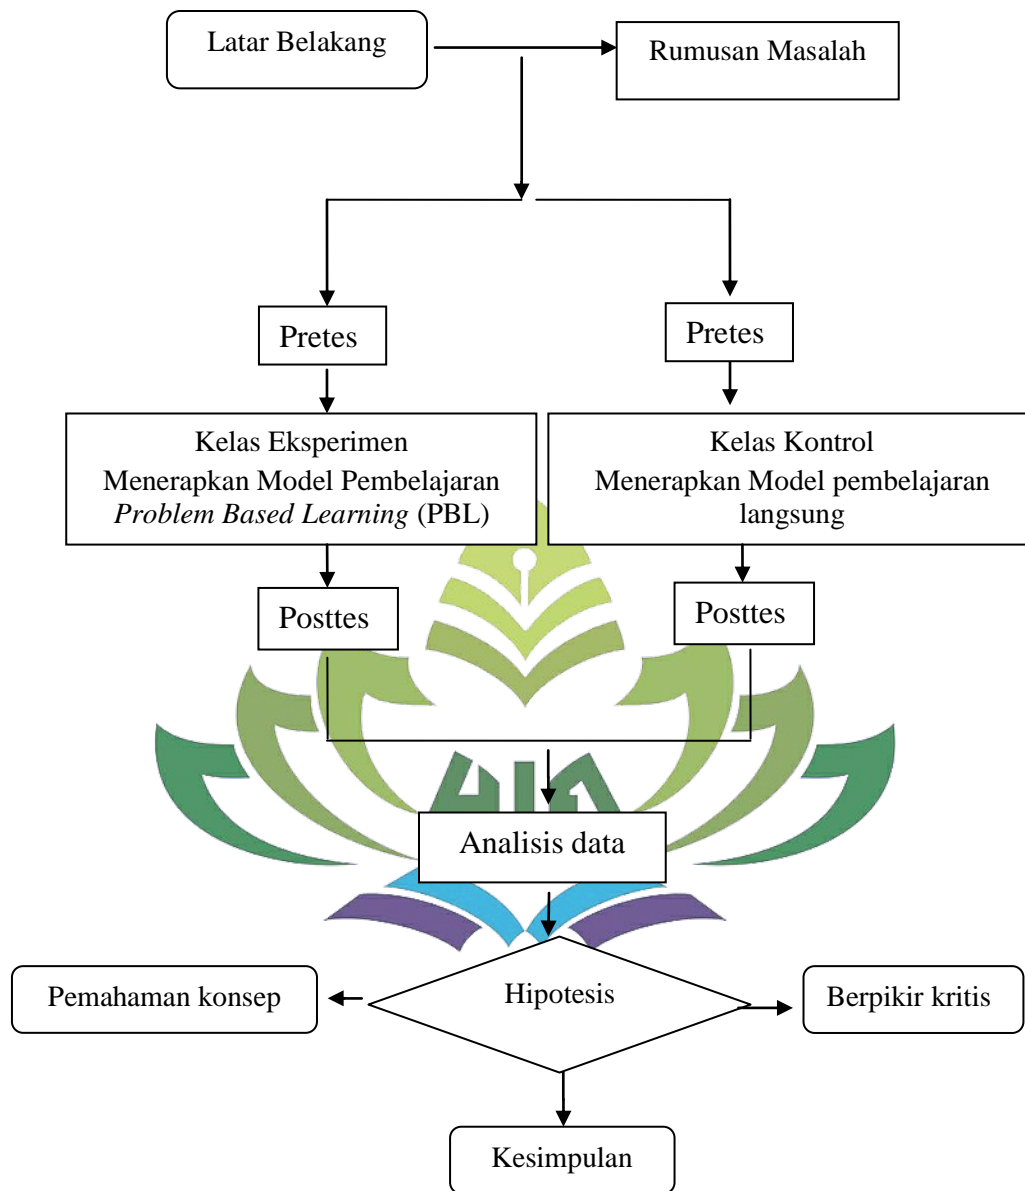 Latar Belakang
Rumusan Masalah
Pretes
Pretes
Kelas Eksperimen
Menerapkan Model Pembelajaran
Problem Based Learning (PBL)
Kelas Kontrol
Menerapkan Model pembelajaran
langsung
Posttes
Posttes
Analisis data
Pemahaman konsep
Hipotesis
Berpikir kritis
Kesimpulan